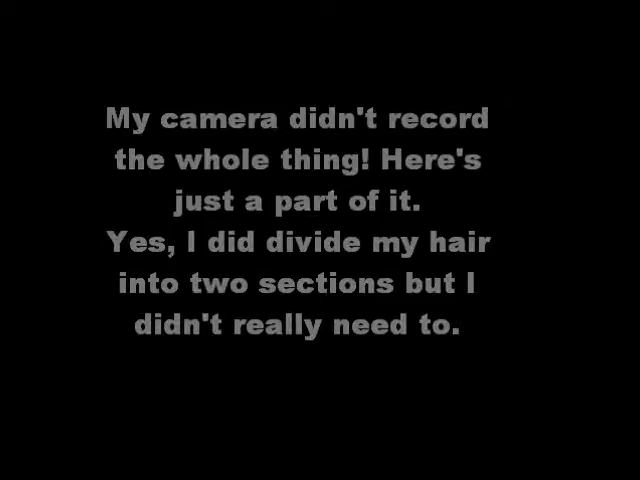 My camera didn't record
the whole thing! Here's
just a part of it.
Yes, I did divide my hair
into two sections but I
didn't really need to.